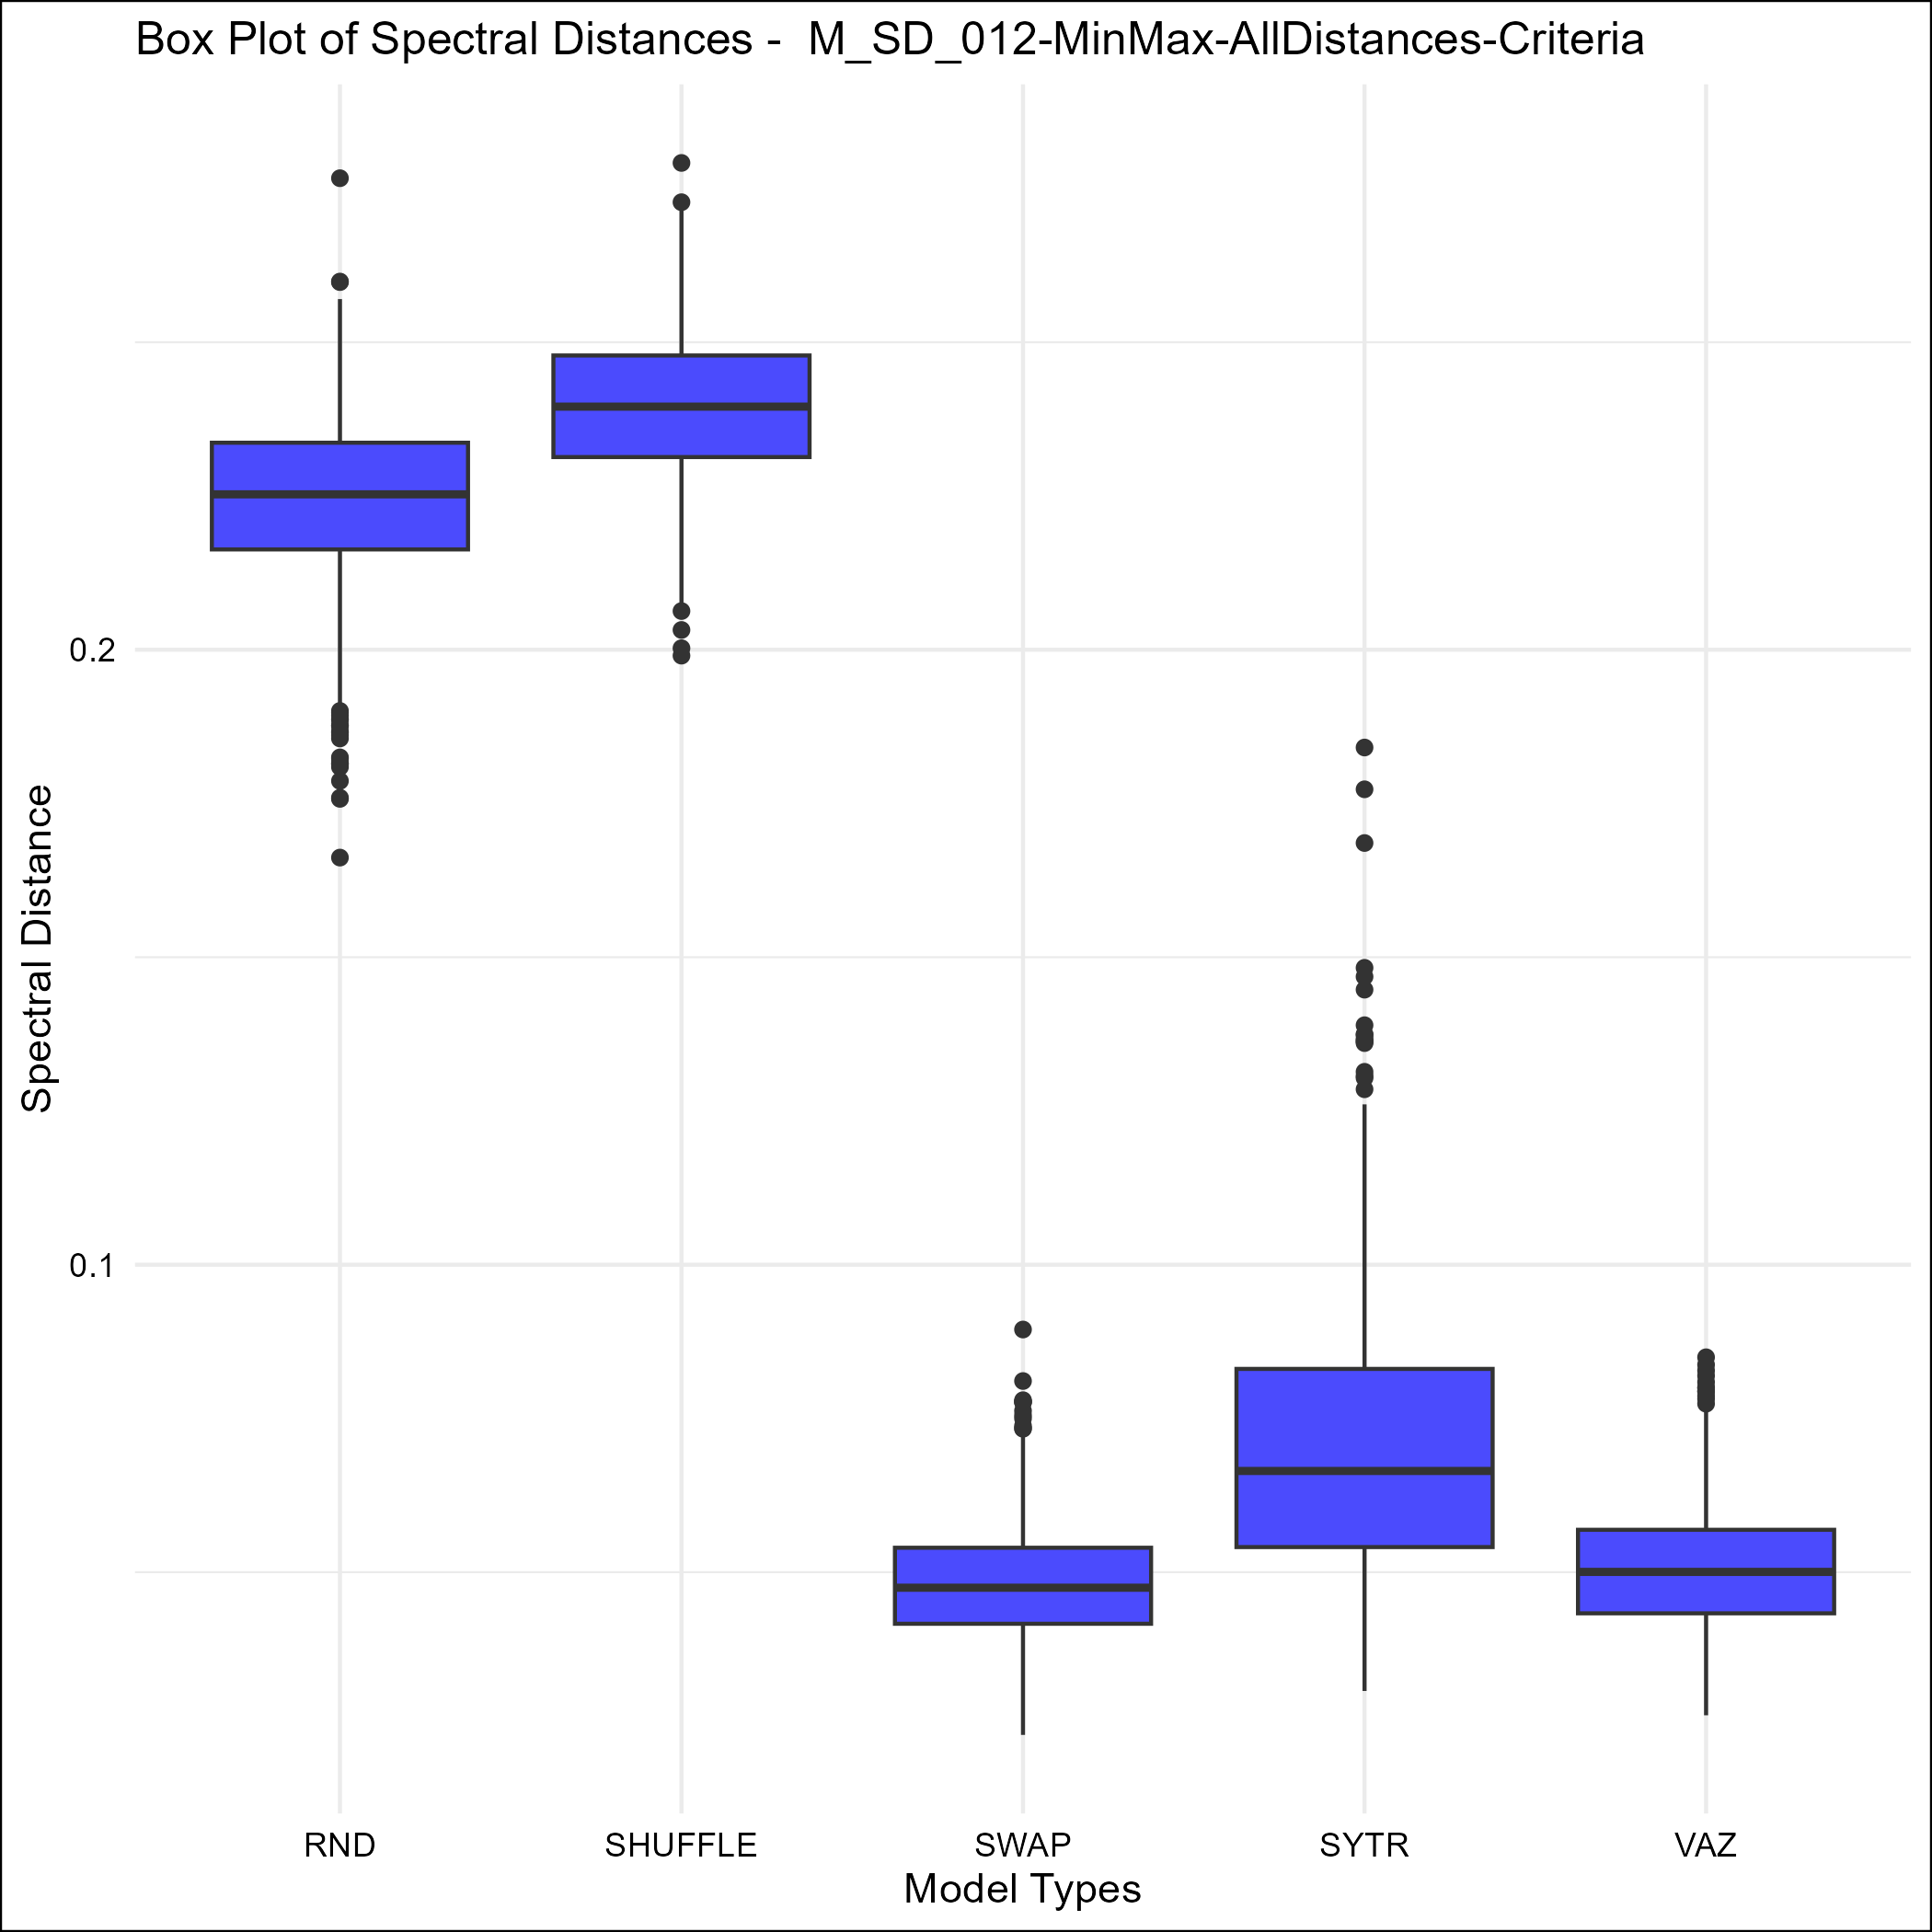 Box Plot of Spectral Distances -  M_SD_012-MinMax-AllDistances-Criteria
Spectral Distance
0.2
0.1
RND SHUFFLE SWAP SYTR VAZ
Model Types